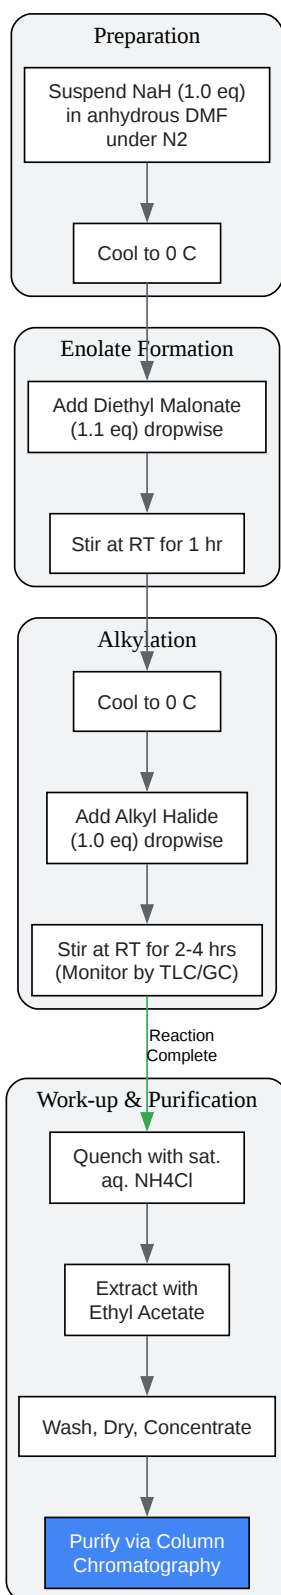 Preparation
Suspend NaH (1.0 eq)
in anhydrous DMF
under N2
Cool to 0 C
Enolate Formation
Add Diethyl Malonate
(1.1 eq) dropwise
Stir at RT for 1 hr
Alkylation
Cool to 0 C
Add Alkyl Halide
(1.0 eq) dropwise
Stir at RT for 2-4 hrs
(Monitor by TLC/GC)
Reaction
Complete
Work-up & Purification
Quench with sat.
aq. NH4Cl
Extract with
Ethyl Acetate
Wash, Dry, Concentrate
Purify via Column
Chromatography